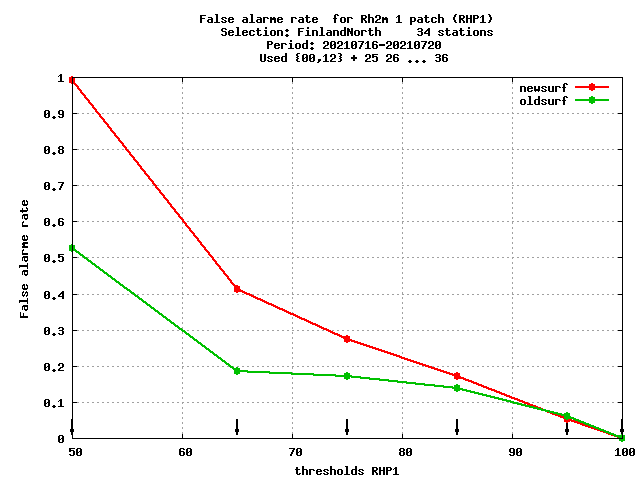 False alarme rate  for Rh2m 1 patch (RHP1)
Selection: FinlandNorth     34 stations
Period: 20210716-20210720
Used {00,12} + 25 26 ... 36
newsurf
oldsurf
1
0.9
0.8
0.7
0.6
0.5
0.4
0.3
0.2
0.1
0
False alarme rate
50 60 70 80 90 100
thresholds RHP1